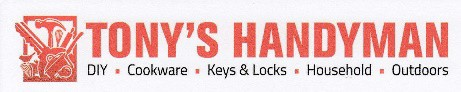 TONY'S HANDYMAN
DIY ▪ Cookware ▪ Keys & Locks ▪ Household ▪ Outdoors